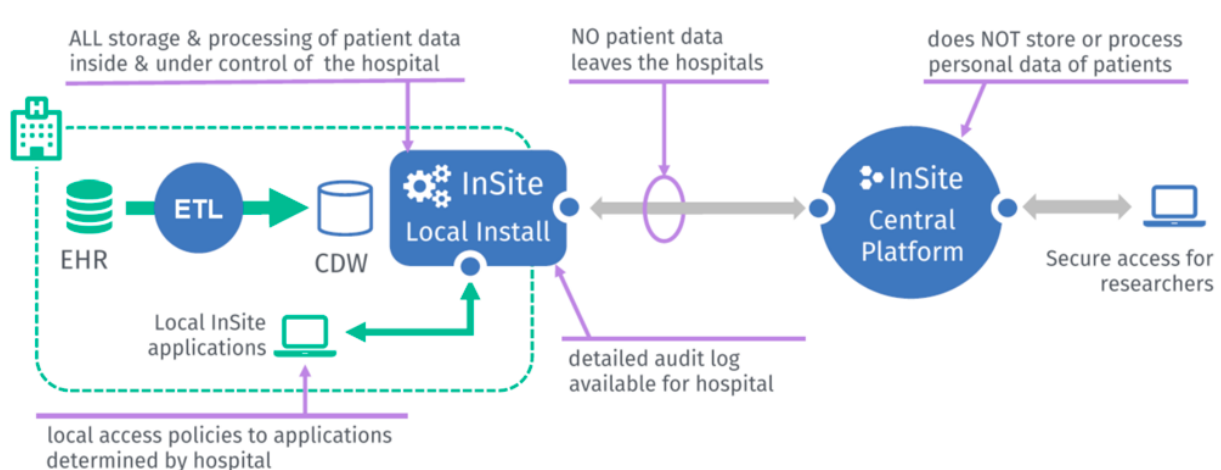 ALL storage & processing of patient data
inside & under control of the hospital
NO patient data
leaves the hospitals
does NOT store or process
personal data of patients
H
EHR
ETL
CDW
InSite
Local Install
InSite
Central
Platform
Secure access for
researchers
Local InSite
applications
detailed audit log
available for hospital
local access policies to applications
determined by hospital